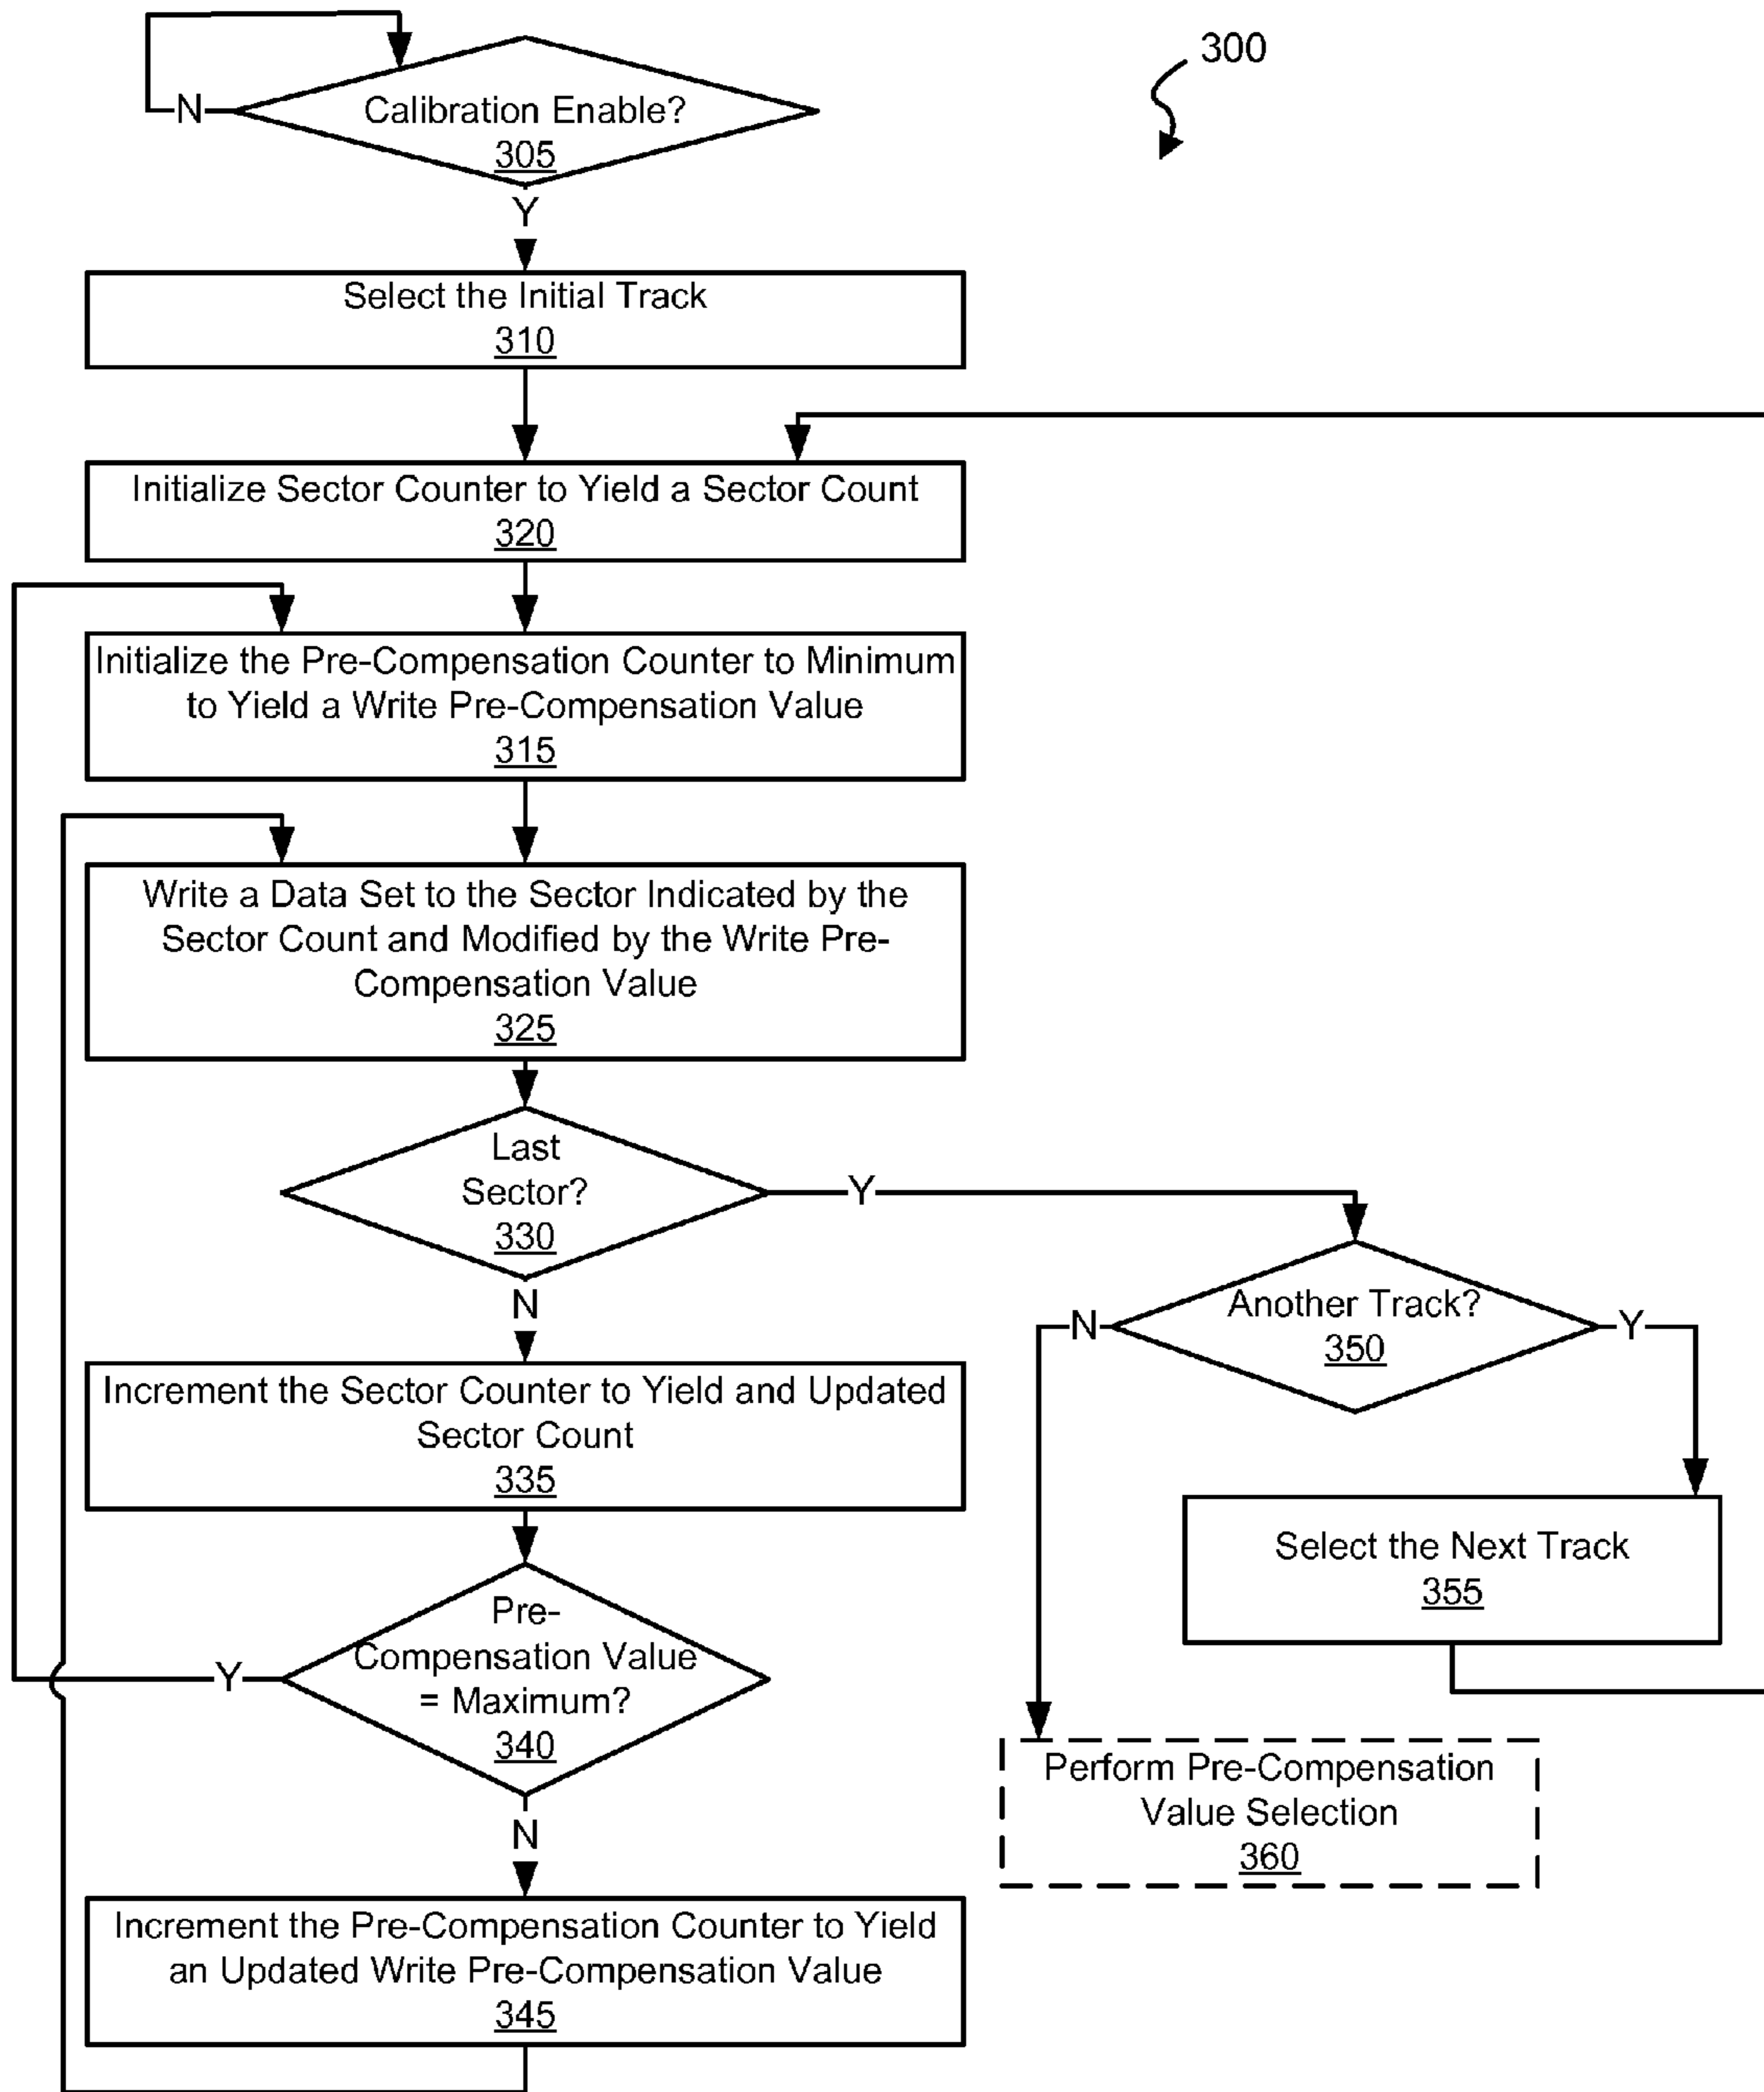 300
Calibration Enable?
305
N
Y
Select the Initial Track
310
Initialize Sector Counter to Yield a Sector Count
320
Initialize the Pre-Compensation Counter to Minimum
to Yield a Write Pre-Compensation Value
315
Write a Data Set to the Sector Indicated by the
Sector Count and Modified by the Write Pre-
Compensation Value
325
Last
Sector?
330
Y
N
Another Track?
350
N
Y
Increment the Sector Counter to Yield and Updated
Sector Count
335
Select the Next Track
355
Pre-
Compensation Value
= Maximum?
340
Y
N
Perform Pre-Compensation
Value Selection
360
Increment the Pre-Compensation Counter to Yield
an Updated Write Pre-Compensation Value
345